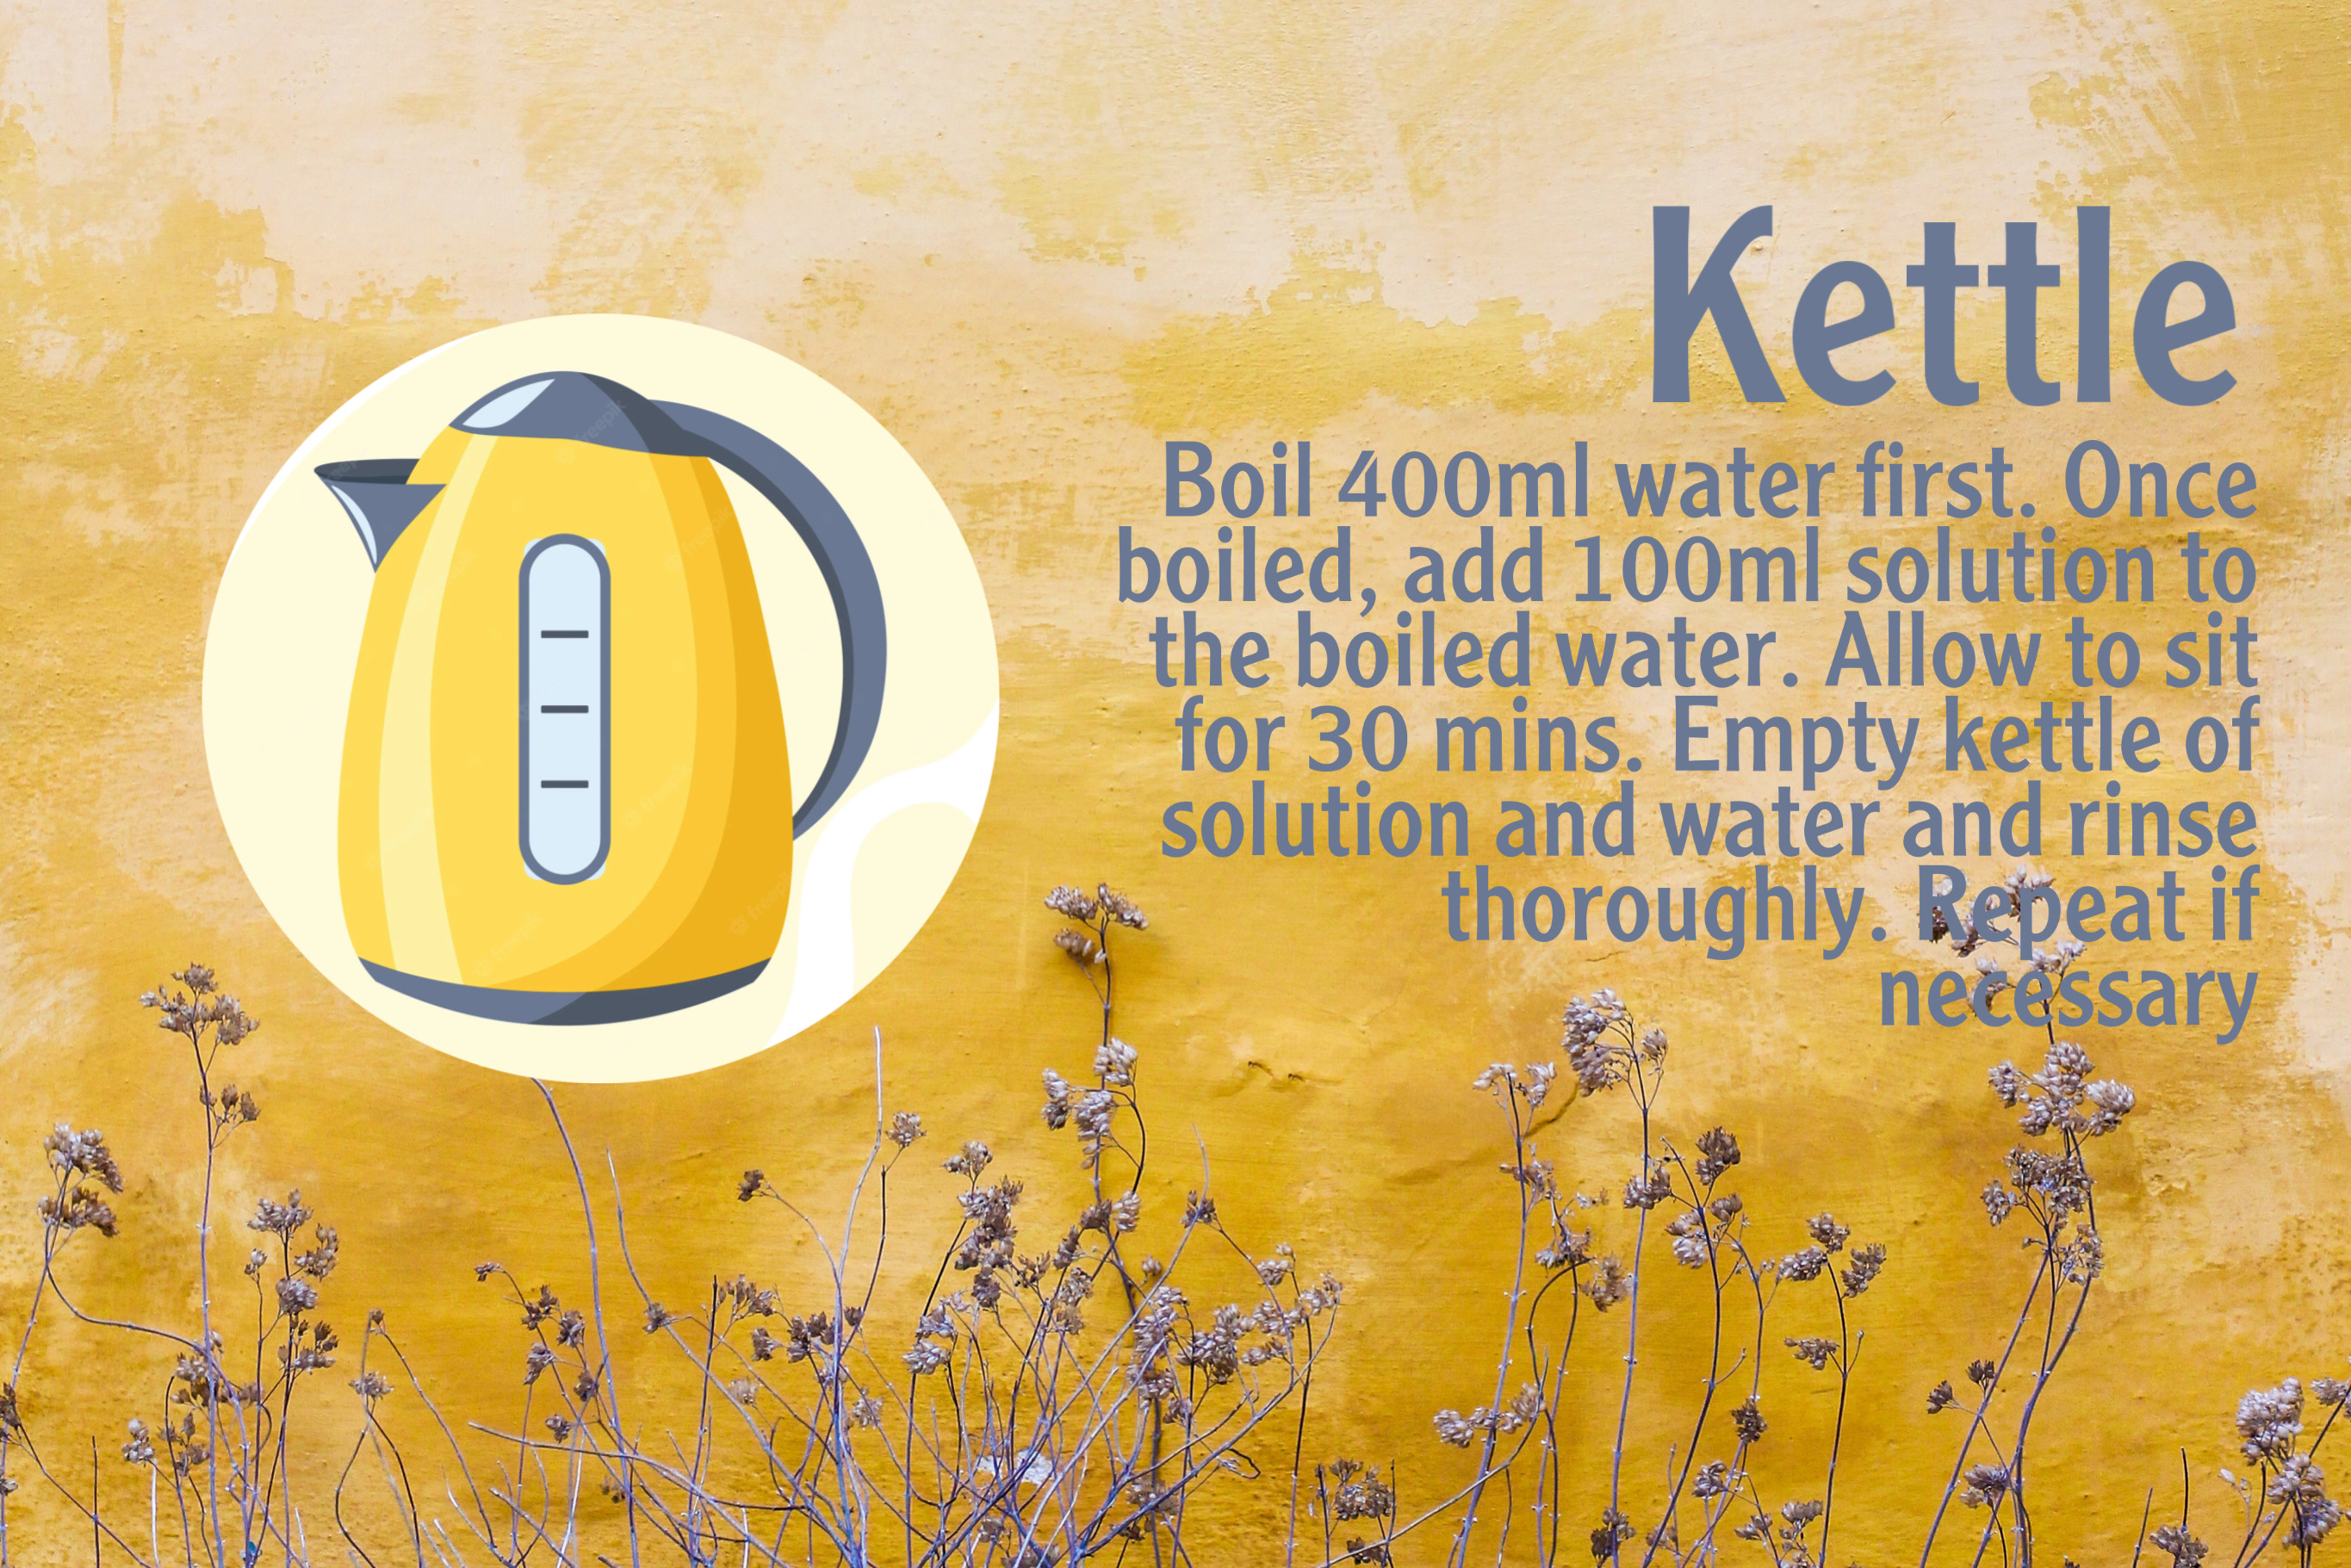 Kettle
Boil 400ml water first. Once
boiled, add 100ml solution to
the boiled water. Allow to sit
for 30 mins. Empty kettle of
solution and water and rinse
thoroughly. Repeat if
necessary